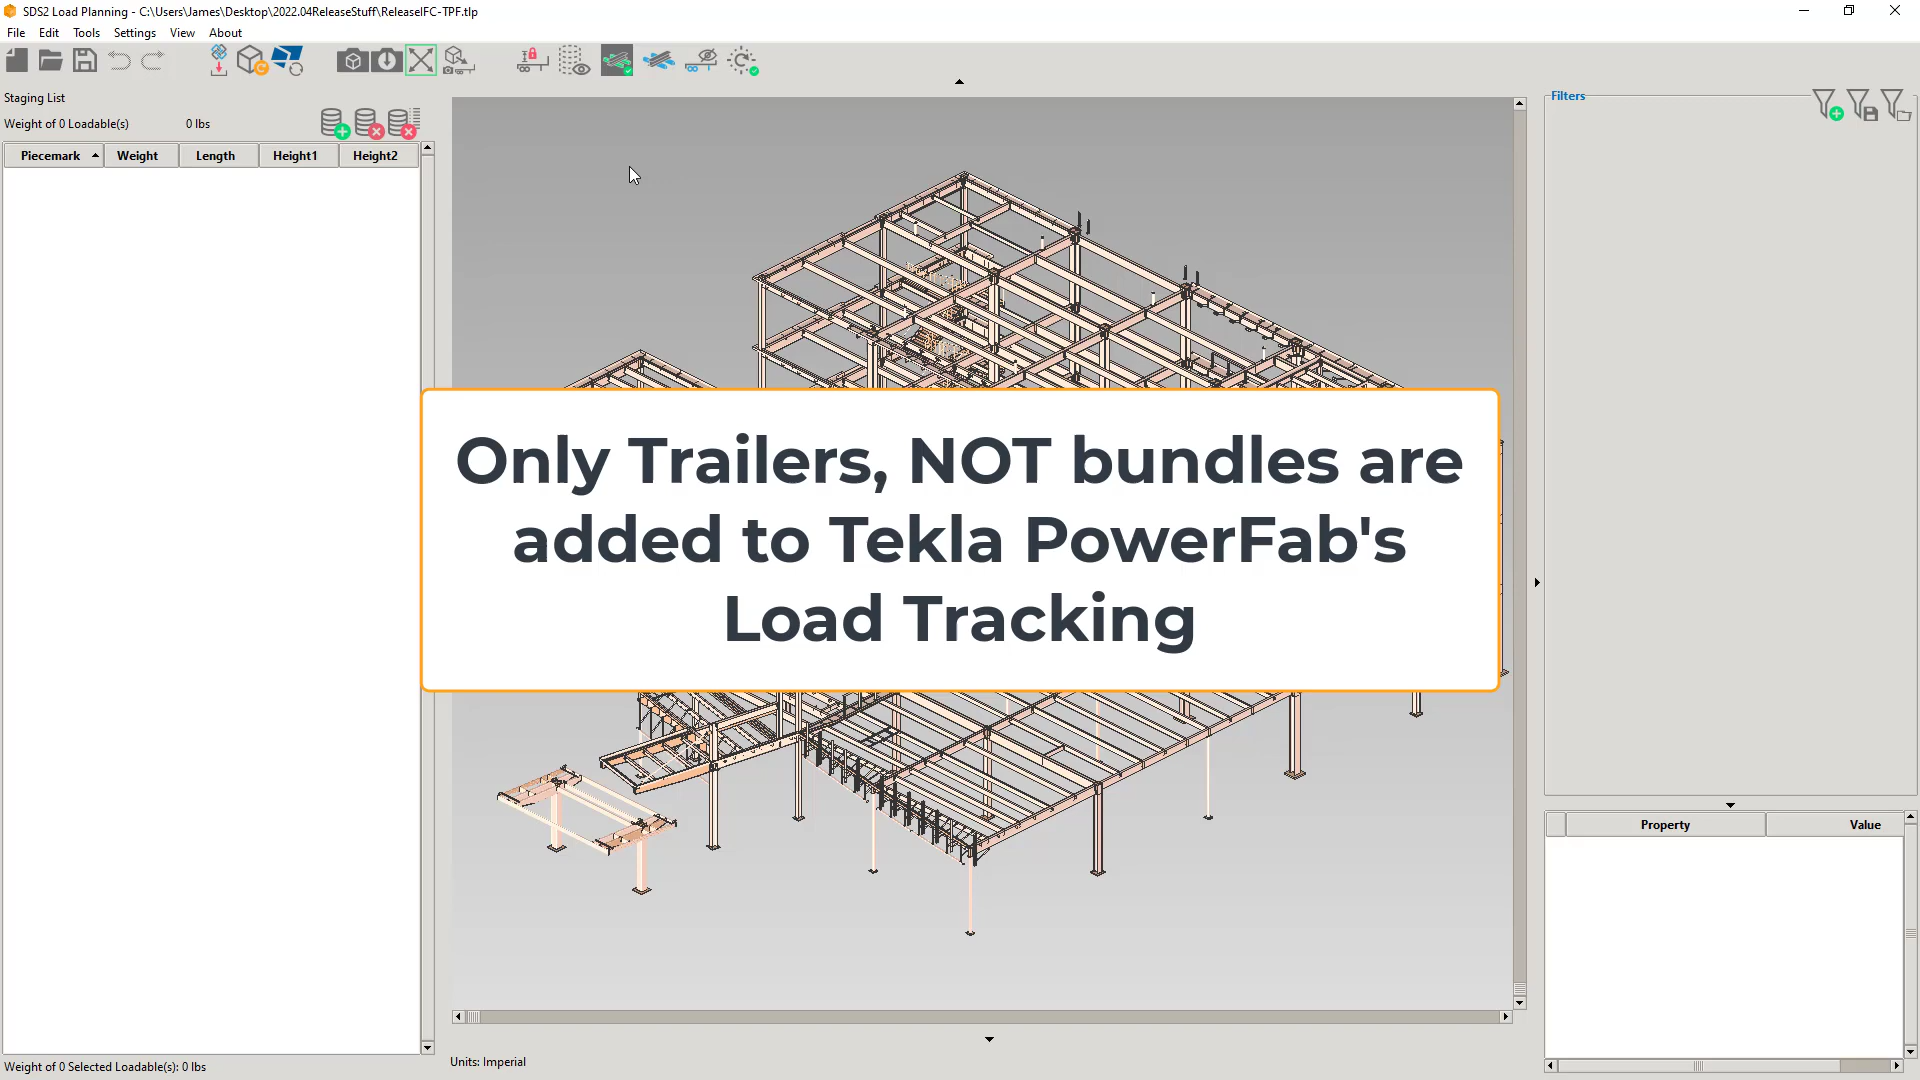 SDS2 Load Planning - C:\Users\James\Desktop\2022.04ReleaseStuff\ReleaseIFC-TPF.tlp
File Edit Tools Settings View About
Staging List
Weight of 0 Loadable(s) 0 lbs
Piecemark Weight Length Height1 Height2
Filters
Only Trailers, NOT bundles are
added to Tekla PowerFab's
Load Tracking
Property Value
Units: Imperial
Weight of 0 Selected Loadable(s): 0 lbs